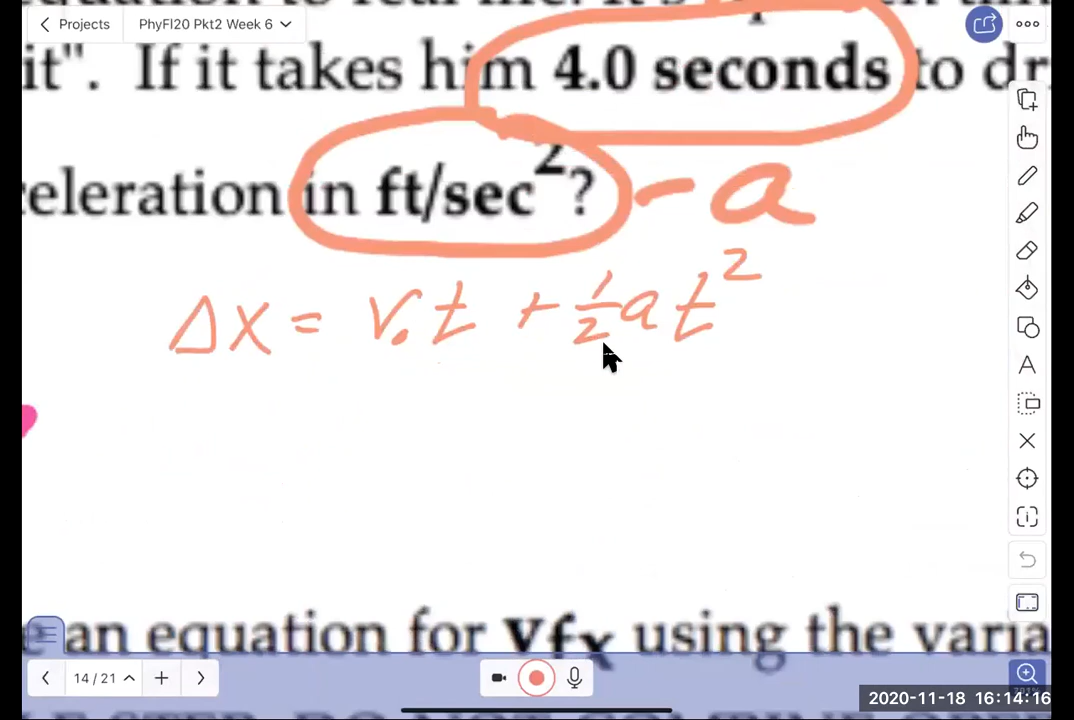 Projects PhyFI20 Pkt2 Week 6
it". If it takes him 4.0 seconds to dr
eleration in ft/sec²? - a
Δx = v₀t + ½at²
an equation for vfx using the varia
14 / 21
2020-11-18 16:14:16